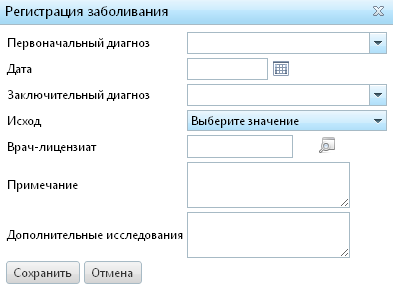 Регистрация заболивания
Первоначальный диагноз
Дата
Заключительный диагноз
Исход
Выберите значение
Врач-лицензиат
Примечание
Дополнительные исследования
Сохранить Отмена